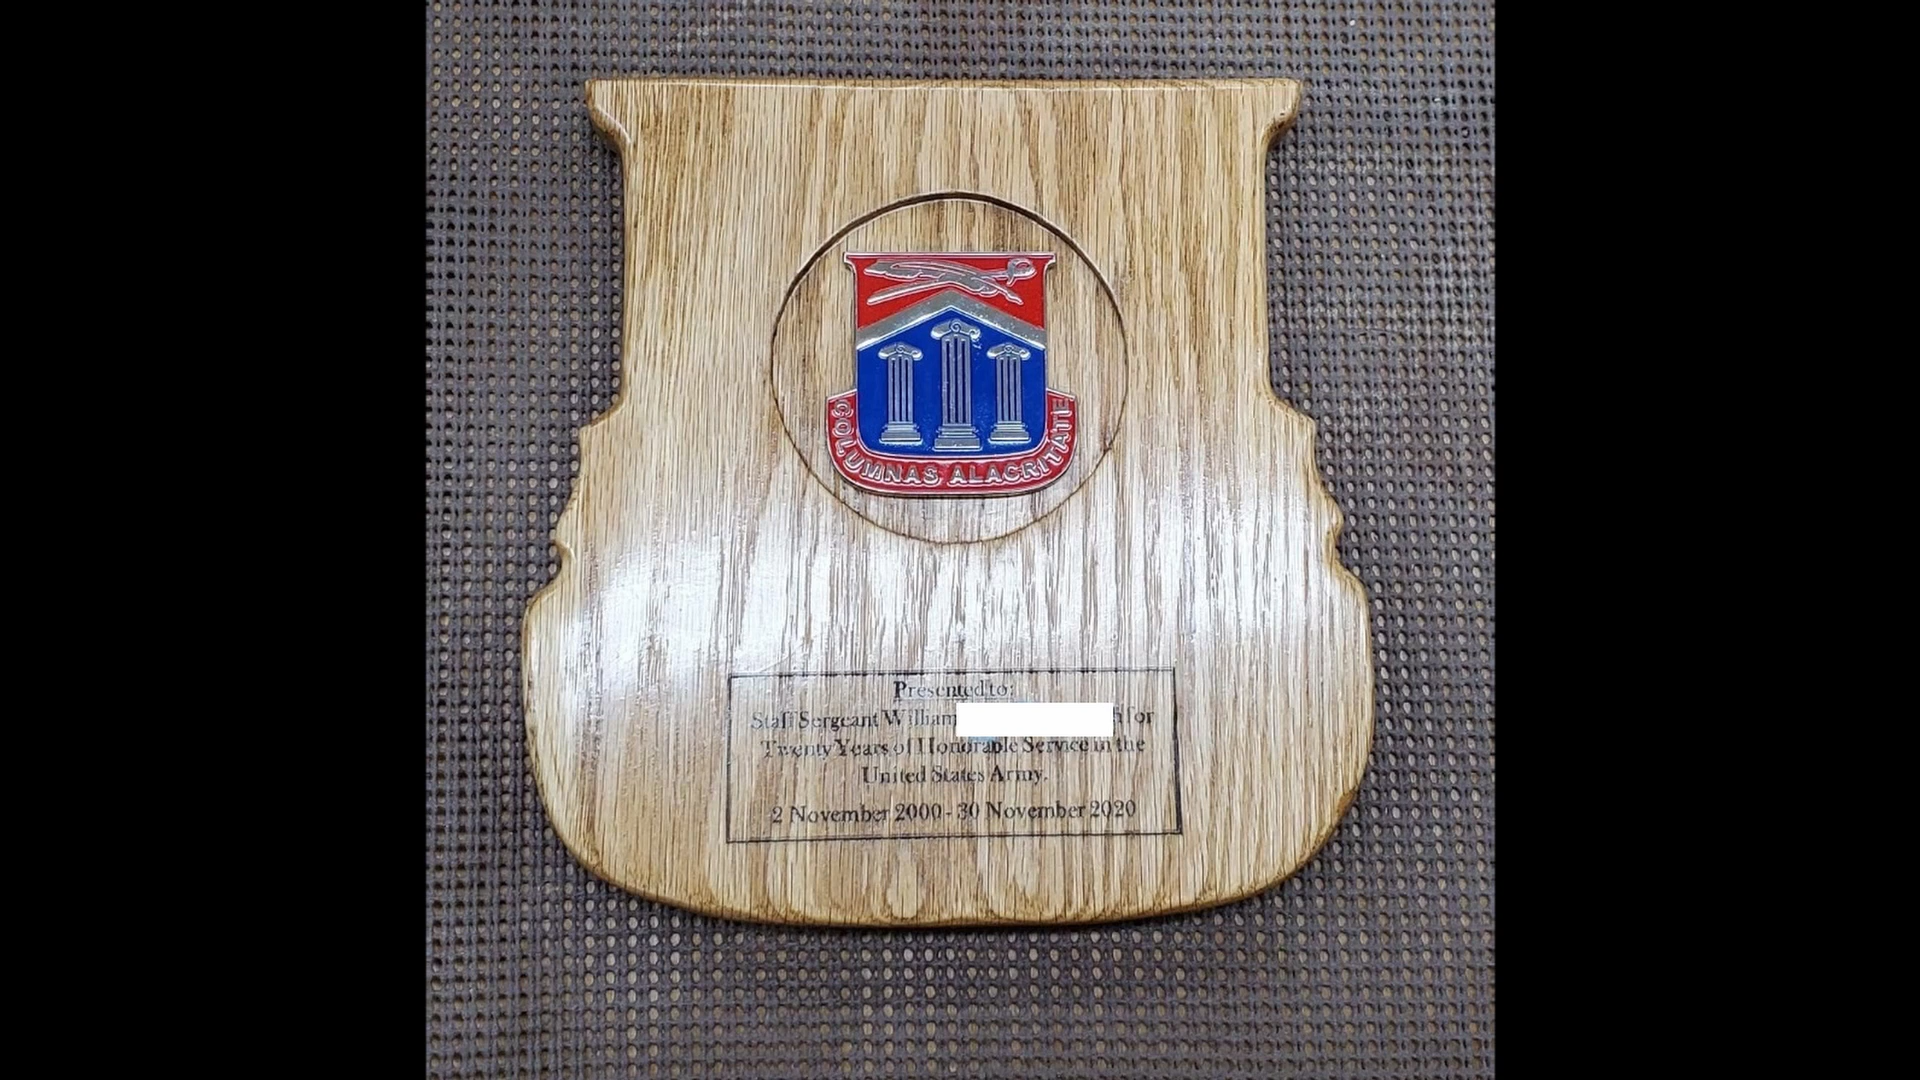 COLUMNAS ALACRITATE
Presented to:
Staff Sergeant William for
Twenty Years of Honorable Service in the
United States Army.
2 November 2000 - 30 November 2020